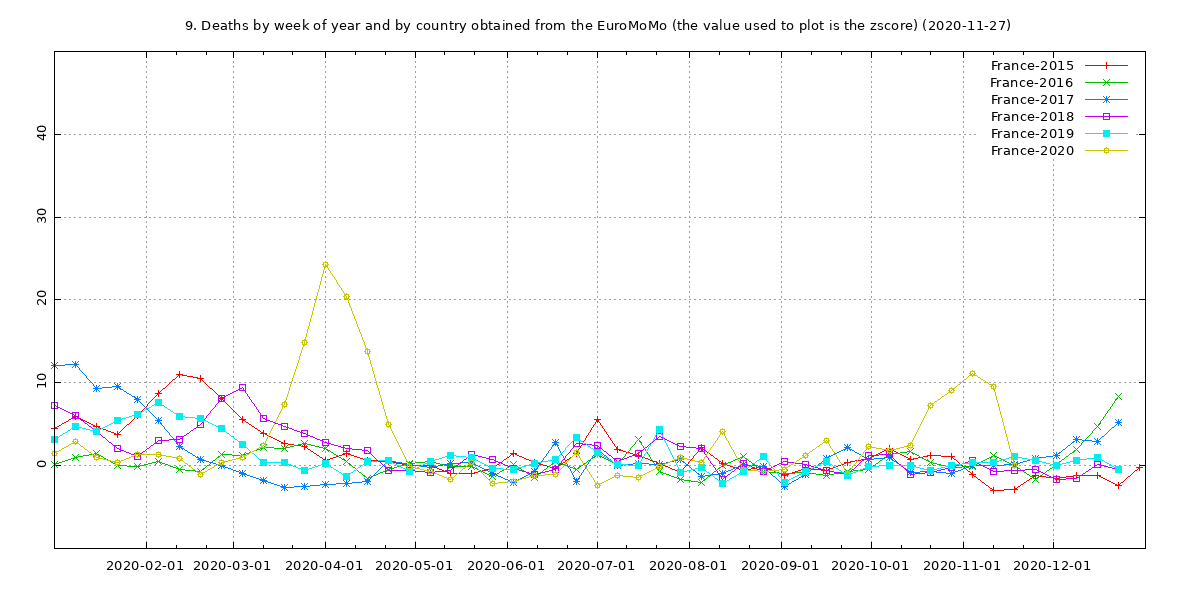 9. Deaths by week of year and by country obtained from the EuroMoMo (the value used to plot is the zscore) (2020-11-27)
France-2015
France-2016
France-2017
France-2018
France-2019
France-2020
40
30
20
10
0
2020-02-01 2020-03-01 2020-04-01 2020-05-01 2020-06-01 2020-07-01 2020-08-01 2020-09-01 2020-10-01 2020-11-01 2020-12-01